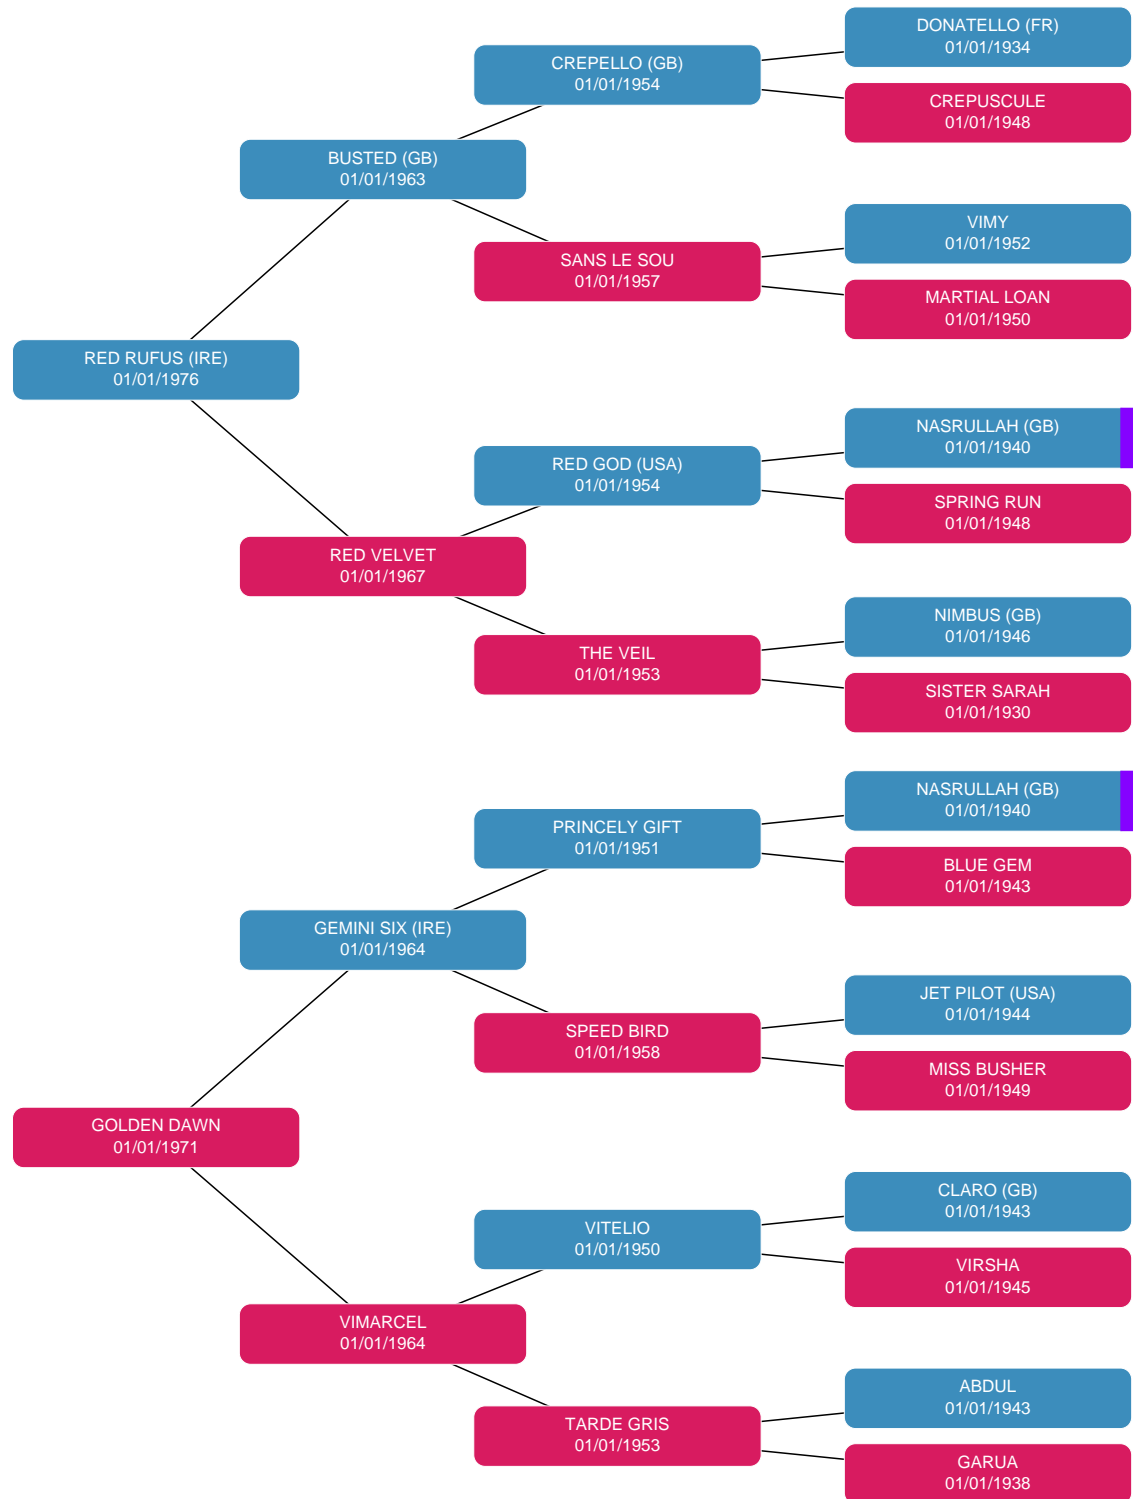 DONATELLO (FR)
01/01/1934
CREPELLO (GB)
01/01/1954
CREPUSCULE
01/01/1948
BUSTED (GB)
01/01/1963
VIMY
01/01/1952
SANS LE SOU
01/01/1957
MARTIAL LOAN
01/01/1950
RED RUFUS (IRE)
01/01/1976
NASRULLAH (GB)
01/01/1940
RED GOD (USA)
01/01/1954
SPRING RUN
01/01/1948
RED VELVET
01/01/1967
NIMBUS (GB)
01/01/1946
THE VEIL
01/01/1953
SISTER SARAH
01/01/1930
NASRULLAH (GB)
01/01/1940
PRINCELY GIFT
01/01/1951
BLUE GEM
01/01/1943
GEMINI SIX (IRE)
01/01/1964
JET PILOT (USA)
01/01/1944
SPEED BIRD
01/01/1958
MISS BUSHER
01/01/1949
GOLDEN DAWN
01/01/1971
CLARO (GB)
01/01/1943
VITELIO
01/01/1950
VIRSHA
01/01/1945
VIMARCEL
01/01/1964
ABDUL
01/01/1943
TARDE GRIS
01/01/1953
GARUA
01/01/1938